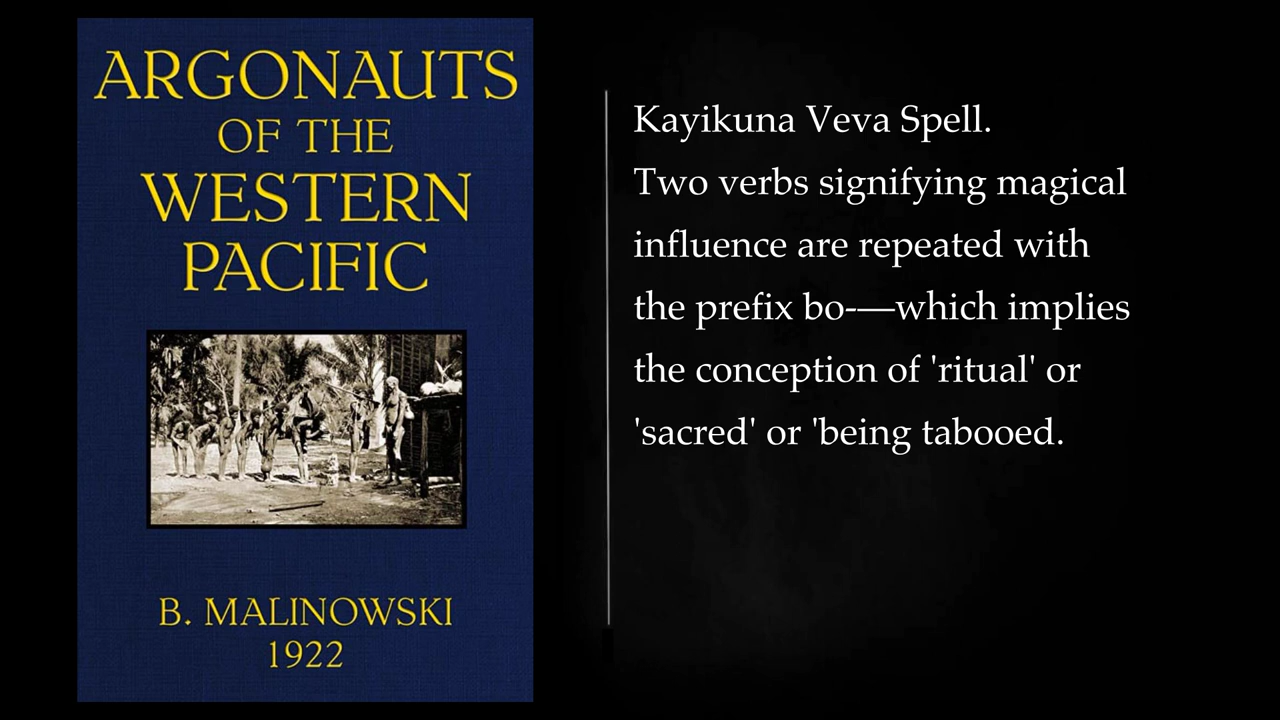 ARGONAUTS
OF THE
WESTERN
PACIFIC
B. MALINOWSKI
1922
Kayikuna Veva Spell.
Two verbs signifying magical
influence are repeated with
the prefix bo-—which implies
the conception of 'ritual' or
'sacred' or 'being tabooed.